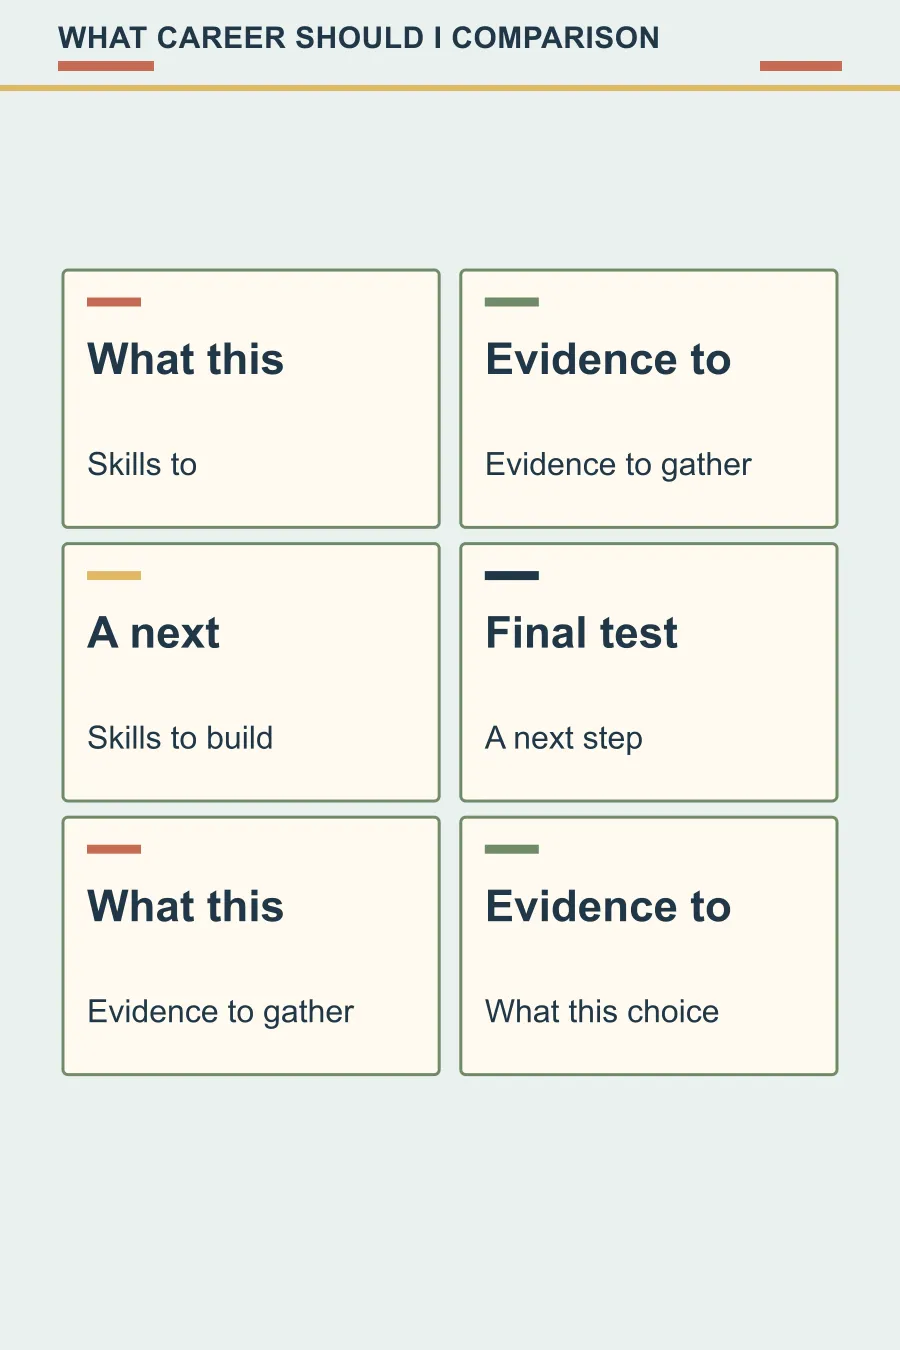 WHAT CAREER SHOULD I COMPARISON
What this
Skills to
Evidence to
Evidence to gather
A next
Skills to build
Final test
A next step
What this
Evidence to gather
Evidence to
What this choice